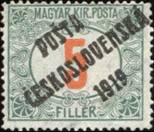 MAGYAR KIR. POSTA
POŠTA
ČESKOSLOVENSKÁ
1919
5
FILLÉR